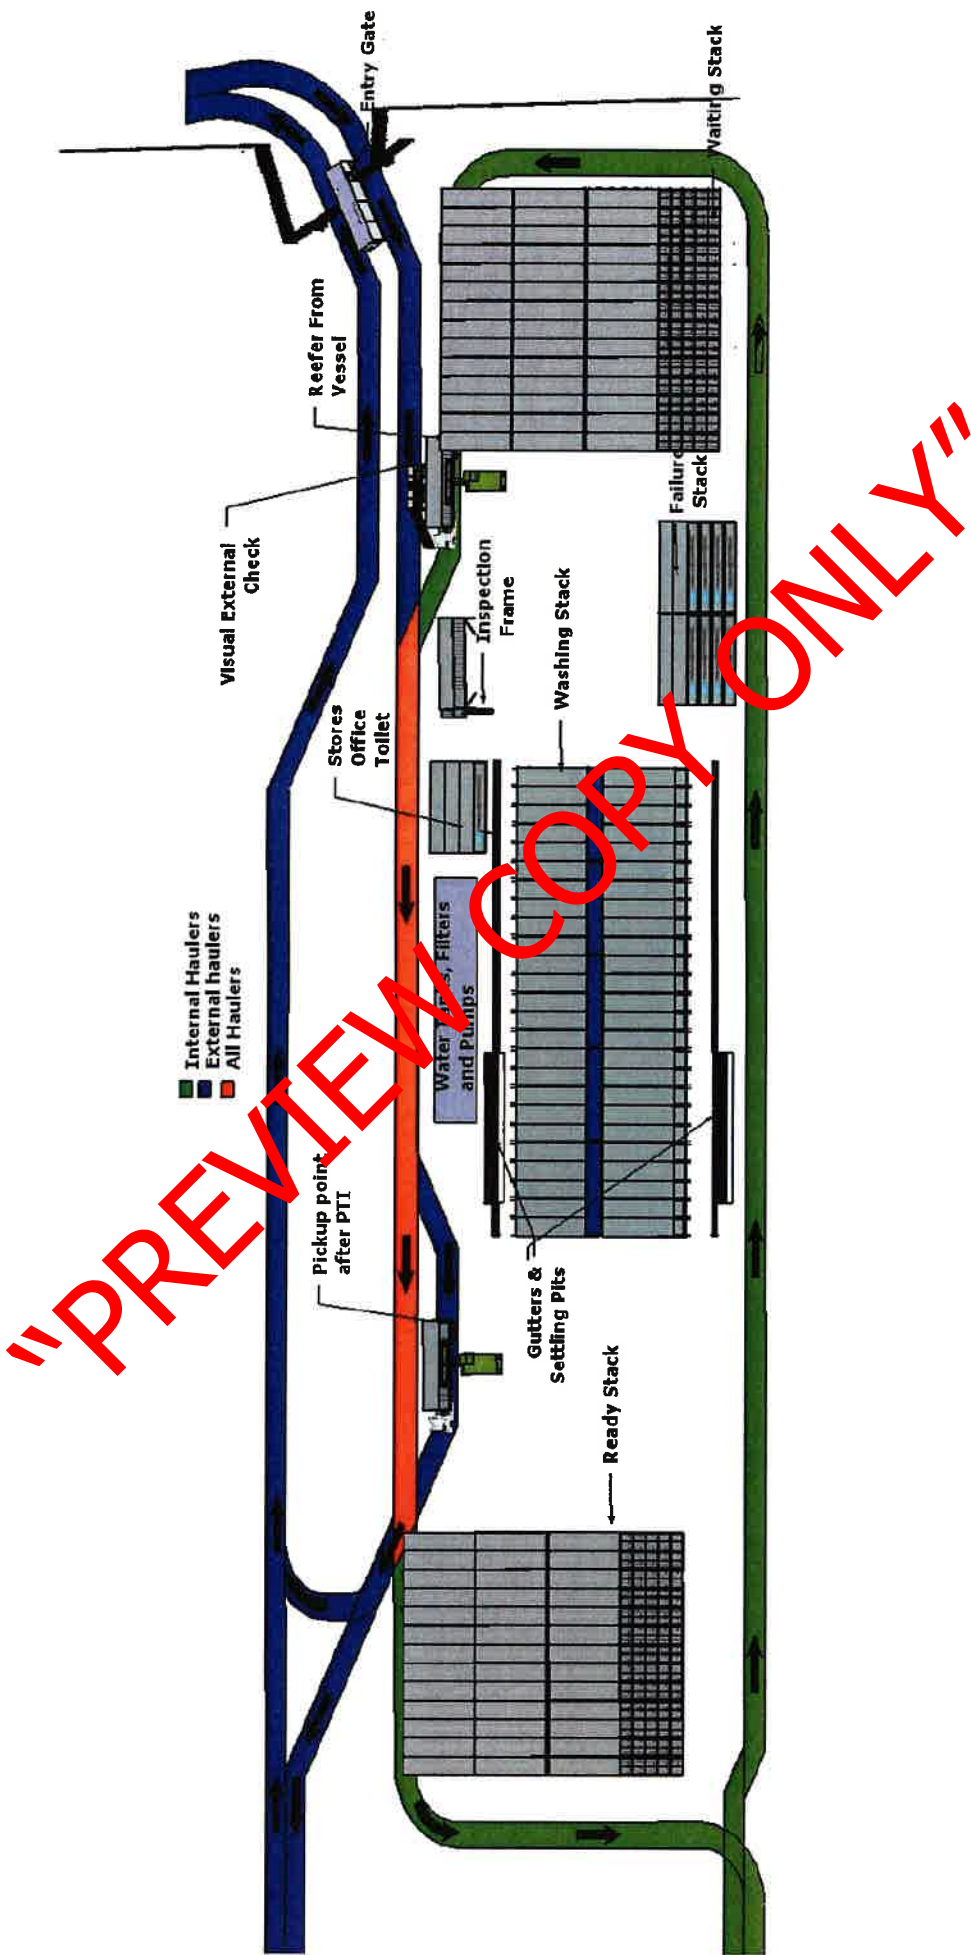 Entry Gate
Waiting Stack
Reefer From
Vessel
Visual External
Check
Failure
Stack
Inspection
Frame
Washing Stack
Stores
Office
Toilet
Internal Haulers
External haulers
All Haulers
Water Tanks, Filters
and Pumps
Pickup point
after PTI
Gutters &
Settling Pits
Ready Stack
"PREVIEW COPY ONLY"